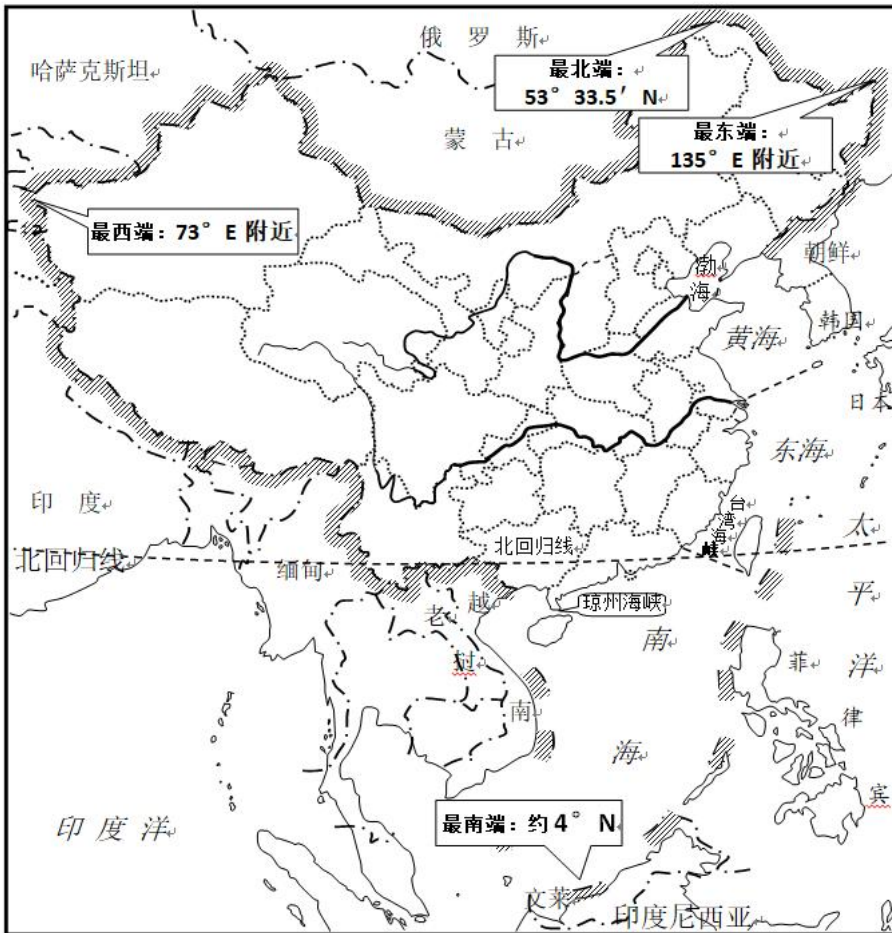 俄罗斯
哈萨克斯坦
最北端：
53° 33.5′ N
最东端：
135° E 附近
蒙古
最西端：73° E 附近
朝鲜
渤
海
韩国
黄海
日本
东海
印度
台
湾
海
峡
太
平
洋
北回归线
北回归线
缅甸
老
挝
越
南
琼州海峡
南
海
菲
律
宾
最南端：约 4° N
印度洋
文莱
印度尼西亚